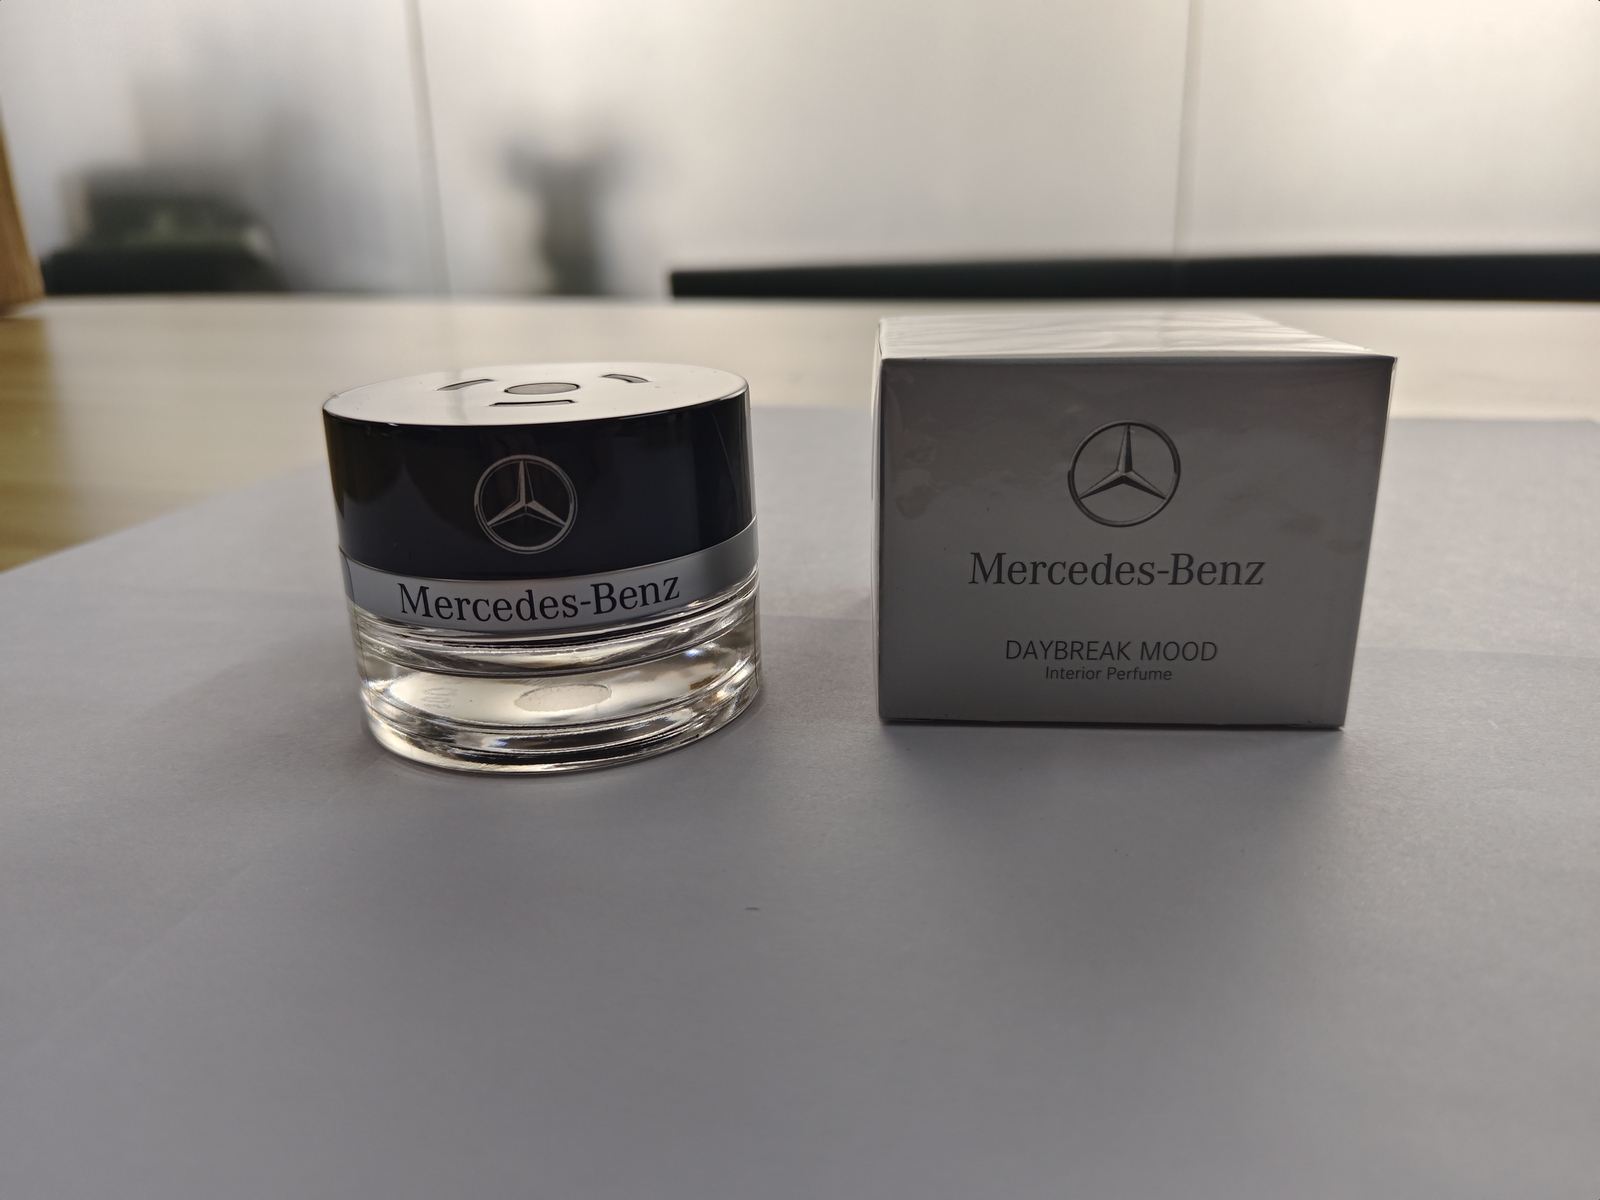 Mercedes-Benz
Mercedes-Benz
DAYBREAK MOOD
Interior Perfume